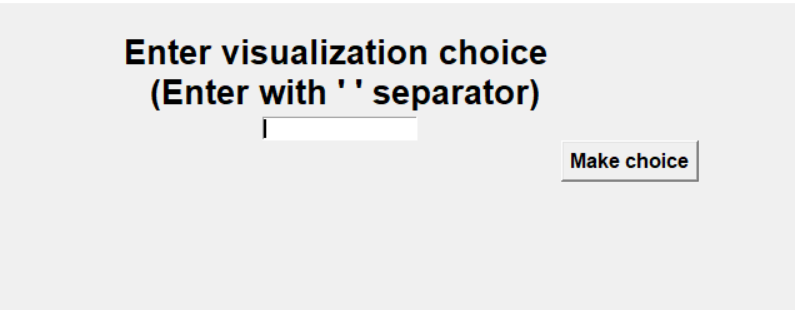 Enter visualization choice
(Enter with ' ' separator)
Make choice